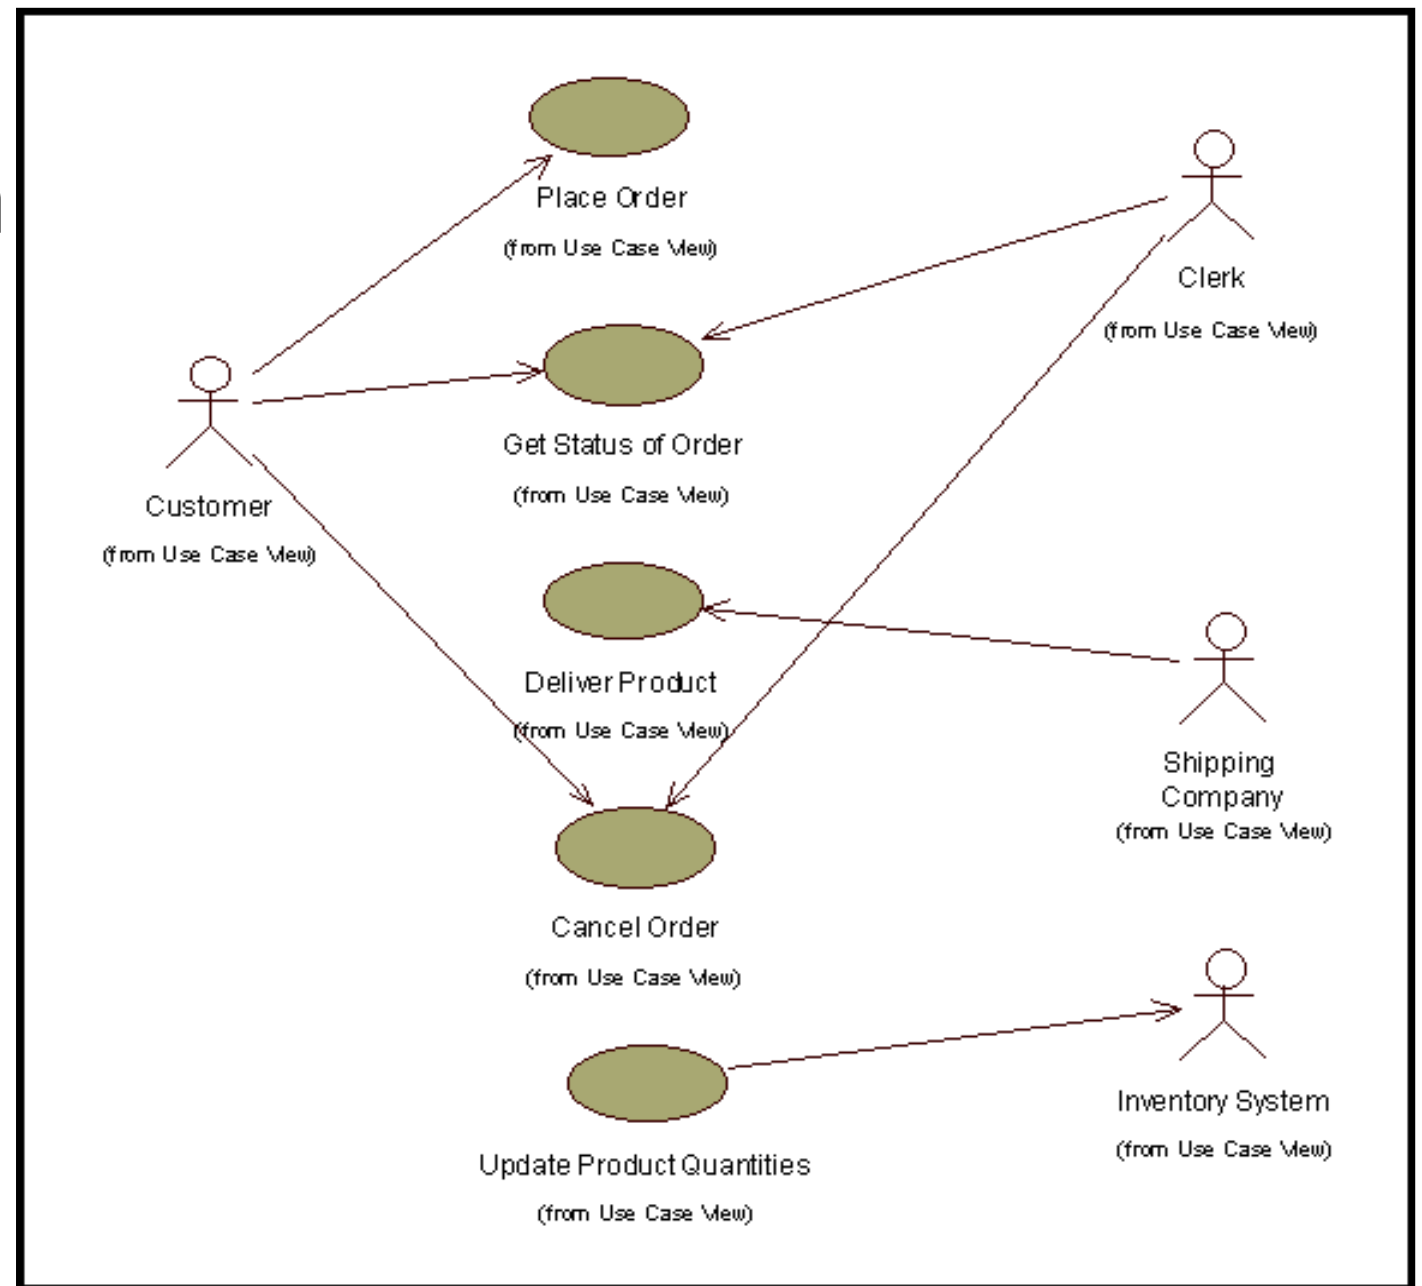 Place Order
(from Use Case View)
Clerk
(from Use Case View)
Get Status of Order
(from Use Case View)
Customer
(from Use Case View)
Deliver Product
(from Use Case View)
Shipping
Company
(from Use Case View)
Cancel Order
(from Use Case View)
Inventory System
(from Use Case View)
Update Product Quantities
(from Use Case View)